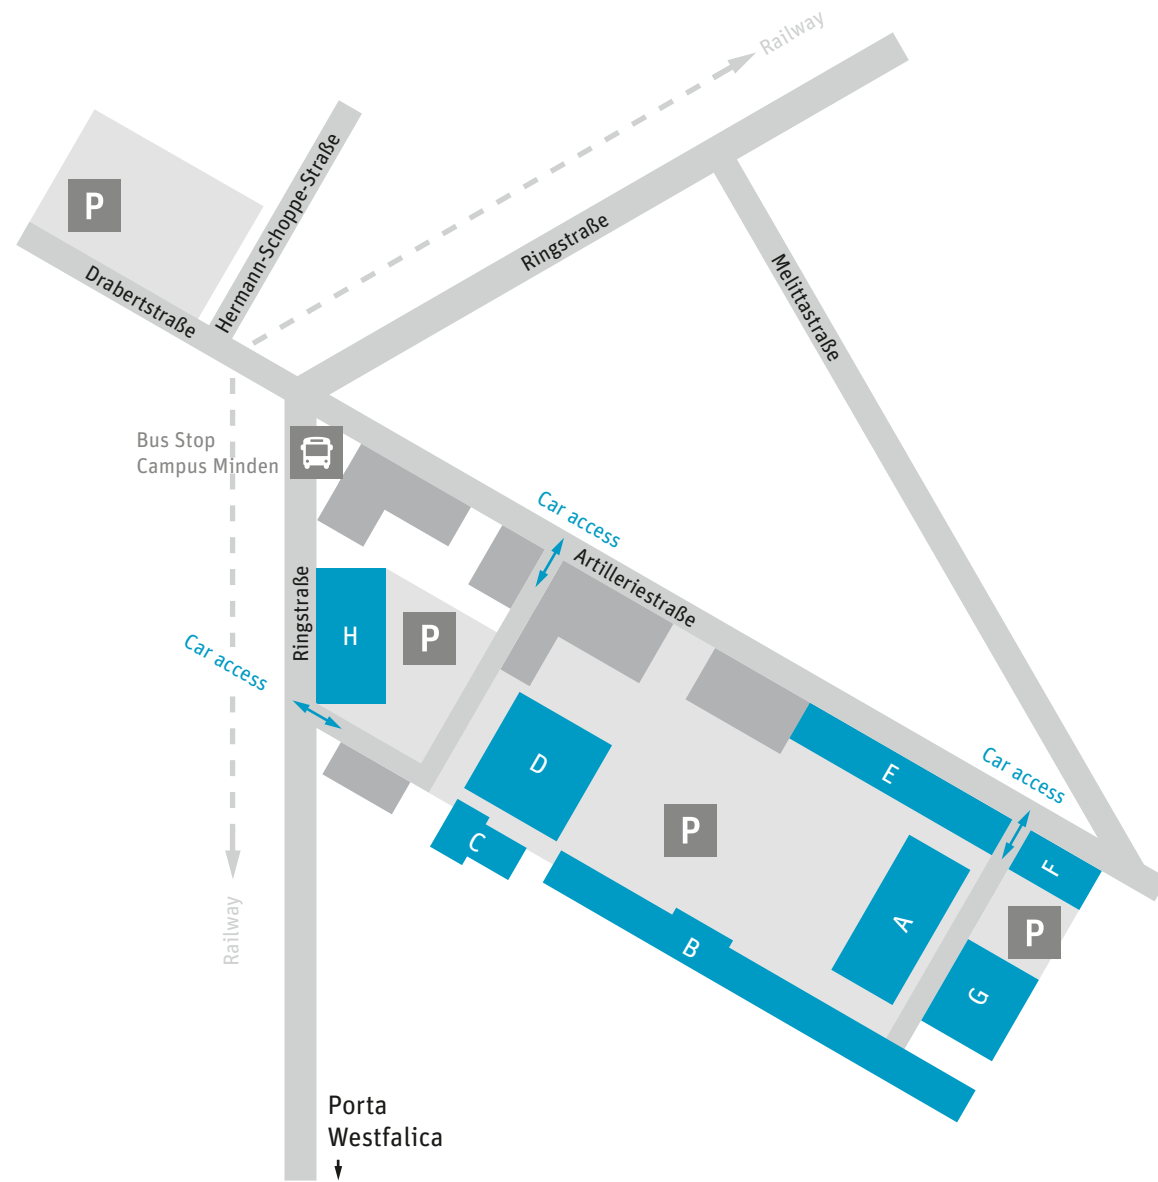 Railway
P
Hermann-Schoppe-Straße
Drabertstraße
Ringstraße
Melittastraße
Bus Stop
Campus Minden
Car access
Artilleriestraße
Ringstraße
H
P
Car access
D
E
Car access
P
C
F
A
P
B
G
Railway
Porta
Westfalica